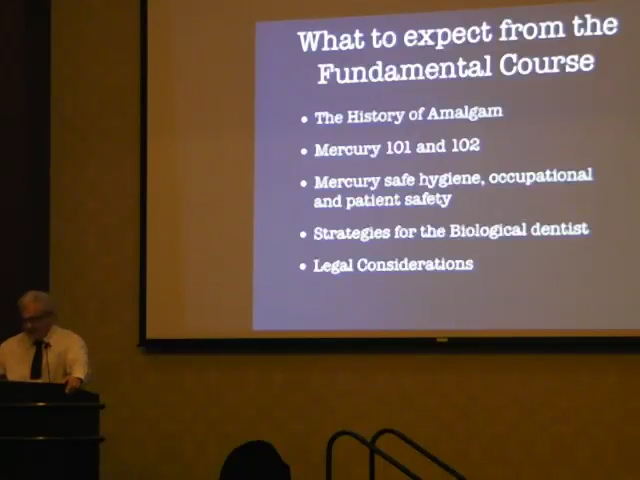 What to expect from the
Fundamental Course
• The History of Amalgam
• Mercury 101 and 102
• Mercury safe hygiene, occupational
and patient safety
• Strategies for the Biological dentist
• Legal Considerations